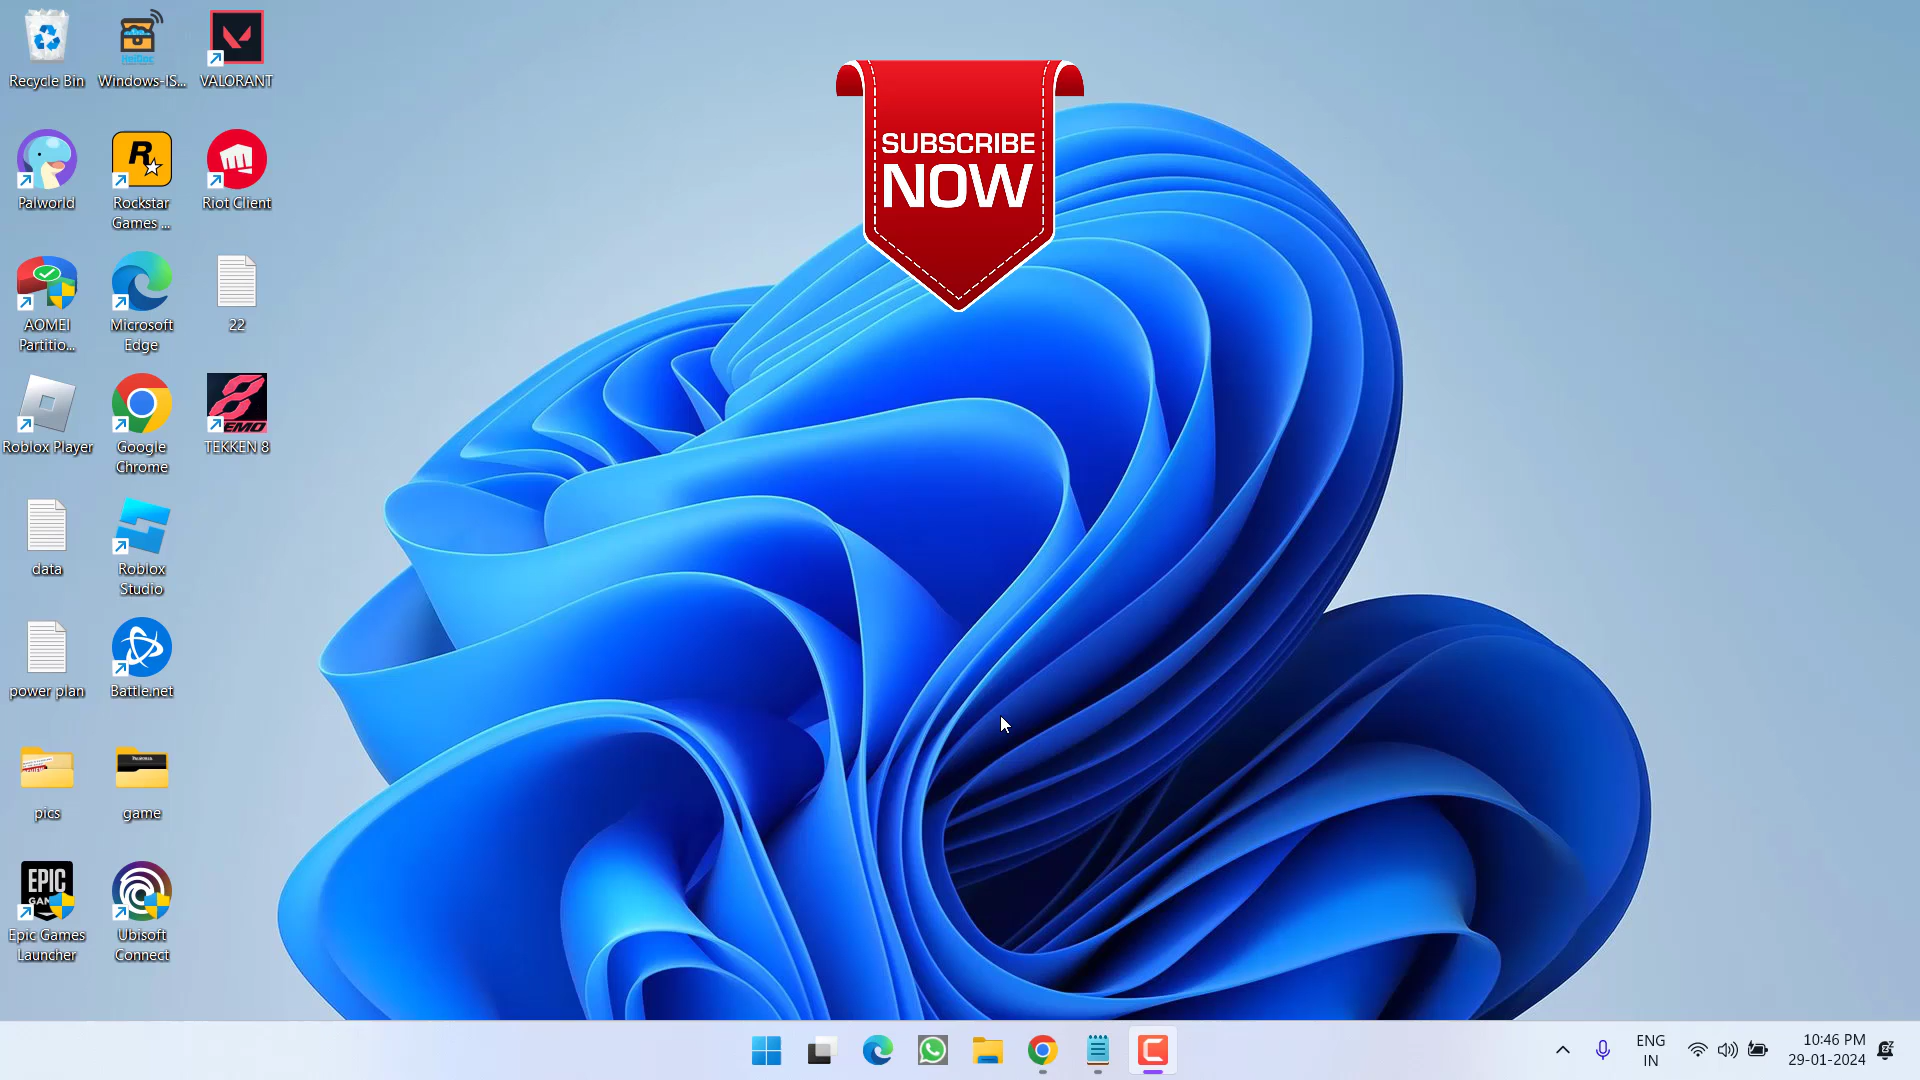 Recycle Bin
Windows-IS...
VALORANT
Palworld
Rockstar
Games ...
Riot Client
AOMEI
Partitio...
Microsoft
Edge
22
Roblox Player
Google
Chrome
TEKKEN 8
data
Roblox
Studio
power plan
Battle.net
pics
game
EPIC
Epic Games
Launcher
Ubisoft
Connect
SUBSCRIBE
NOW
ENG
IN
10:46 PM
29-01-2024